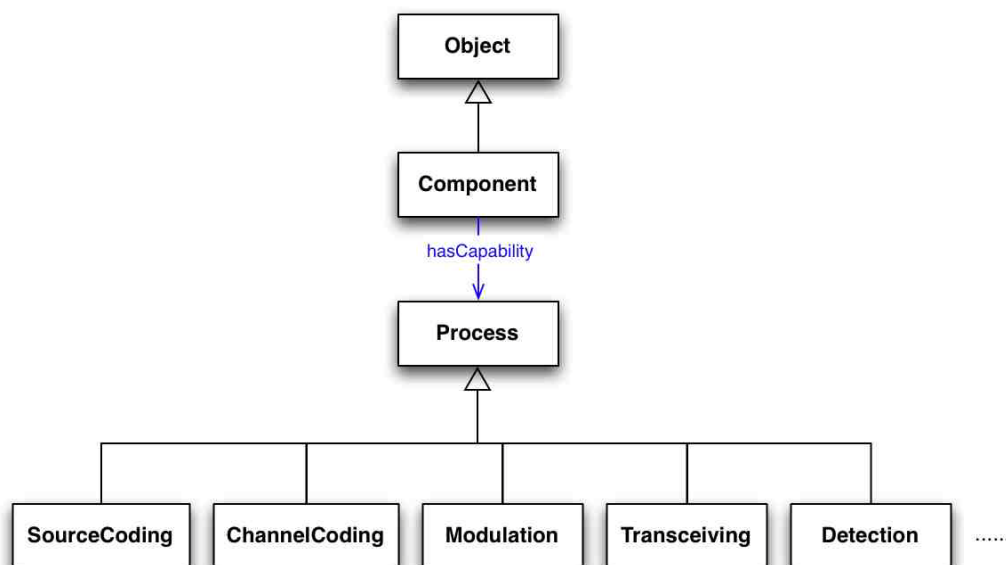 Object
Component
hasCapability
Process
SourceCoding ChannelCoding Modulation Transceiving Detection ......